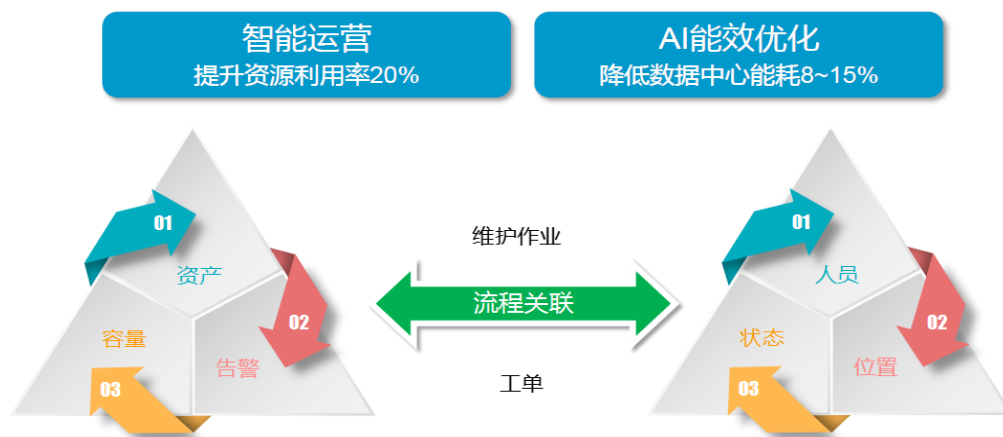 智能运营
提升资源利用率20%
AI能效优化
降低数据中心能耗8~15%
01
资产
02
告警
容量
03
维护作业
流程关联
工单
01
人员
02
位置
状态
03